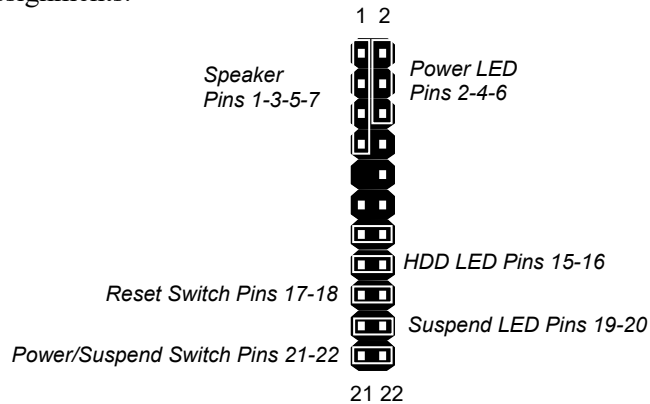 signments.
1 2
Speaker
Pins 1-3-5-7
Power LED
Pins 2-4-6
HDD LED Pins 15-16
Reset Switch Pins 17-18
Suspend LED Pins 19-20
Power/Suspend Switch Pins 21-22
21 22